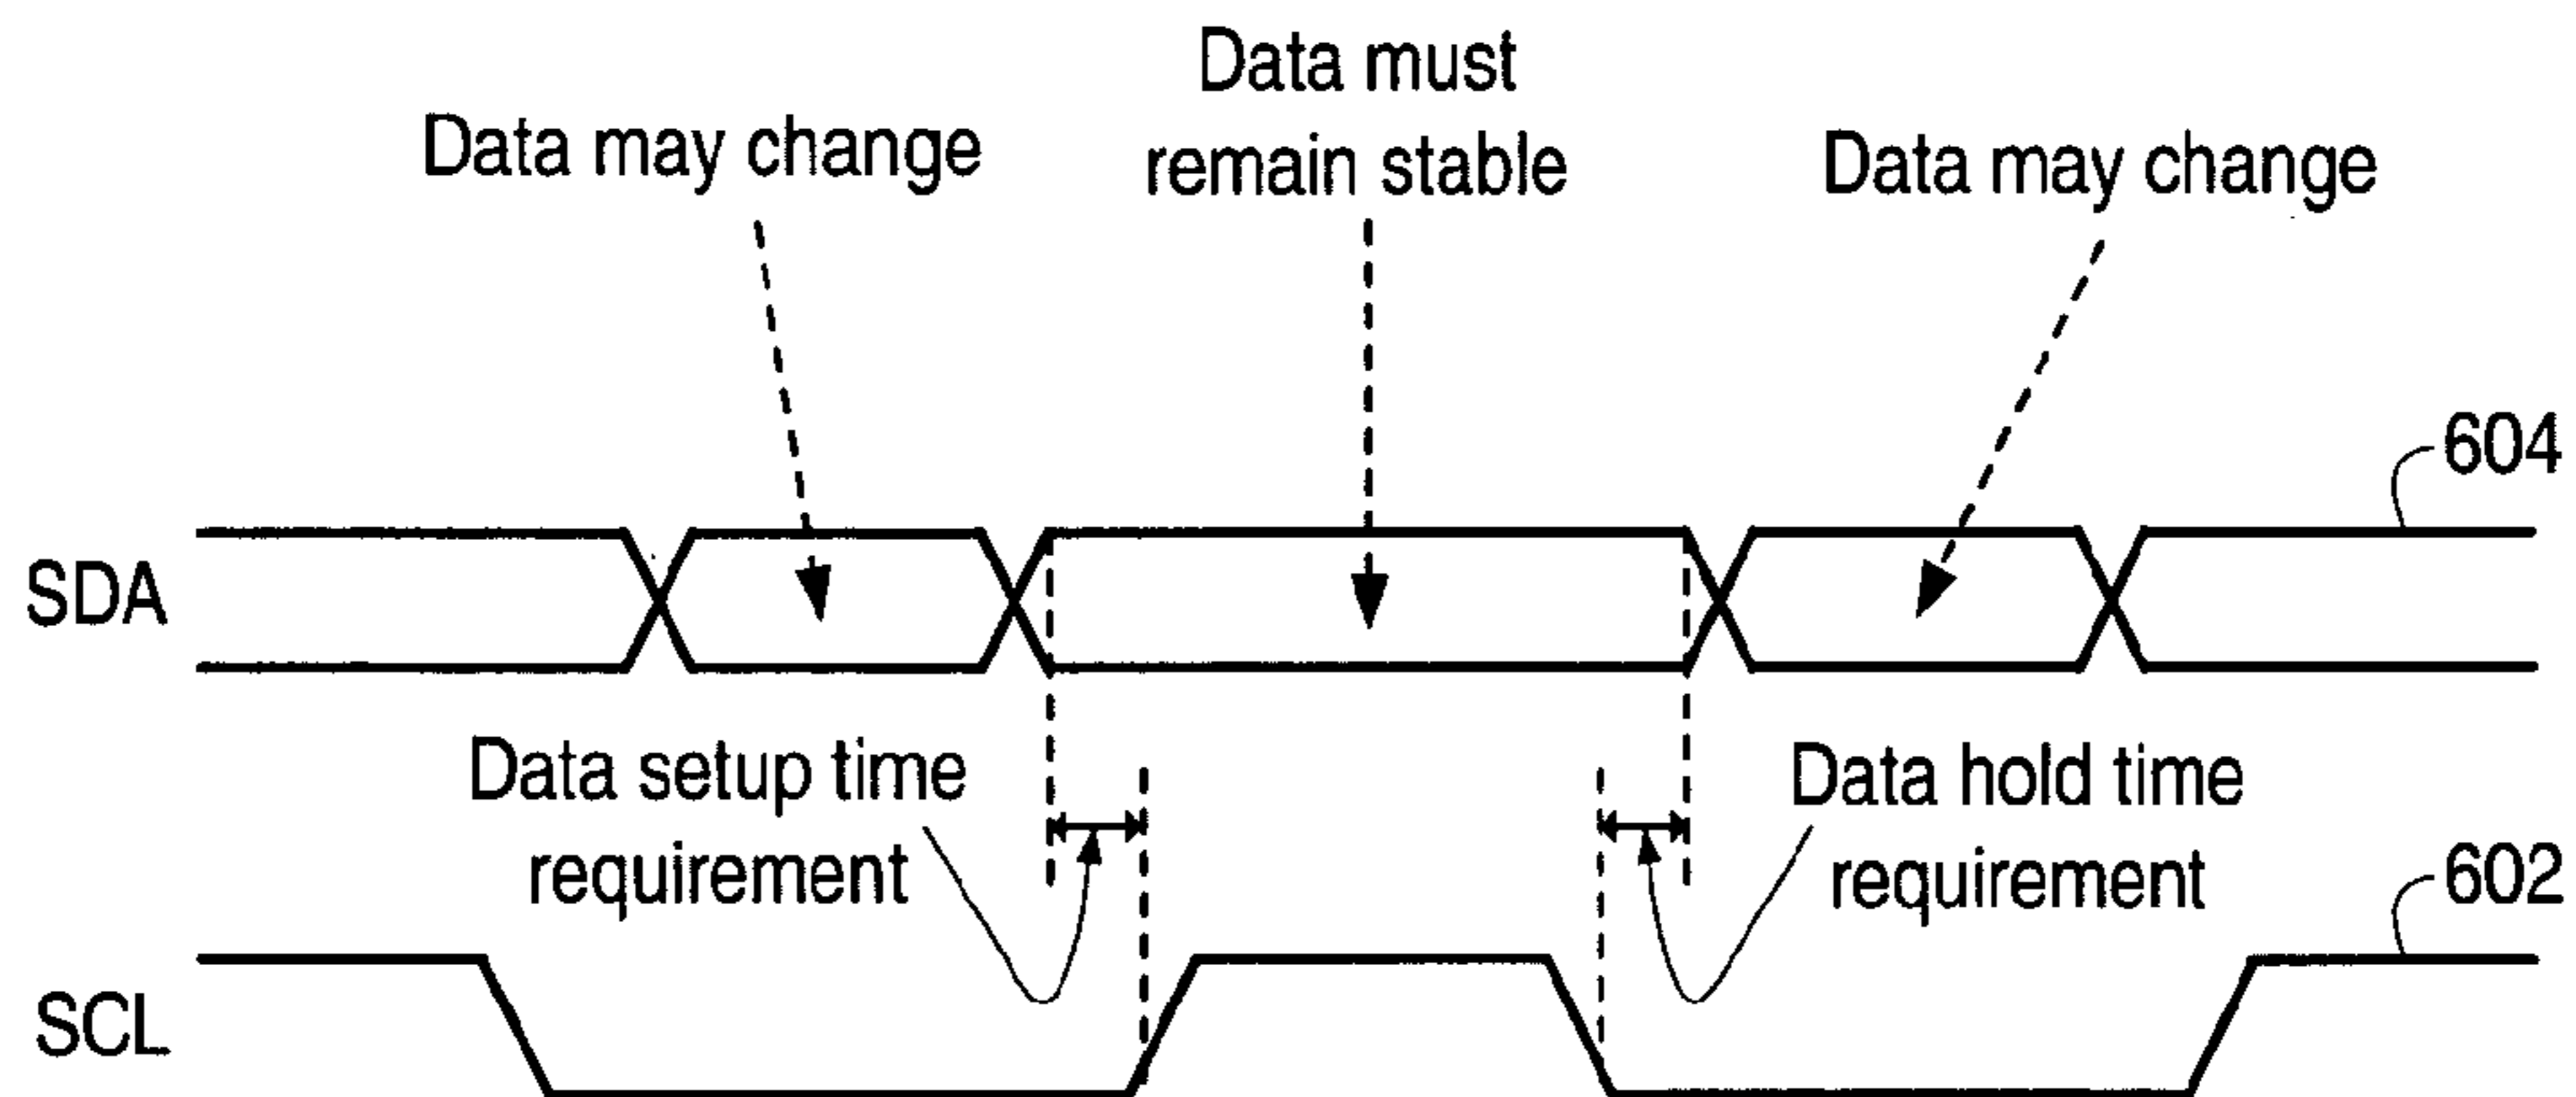 Data must
remain stable
Data may change
Data may change
604
SDA
Data setup time
requirement
Data hold time
requirement
602
SCL